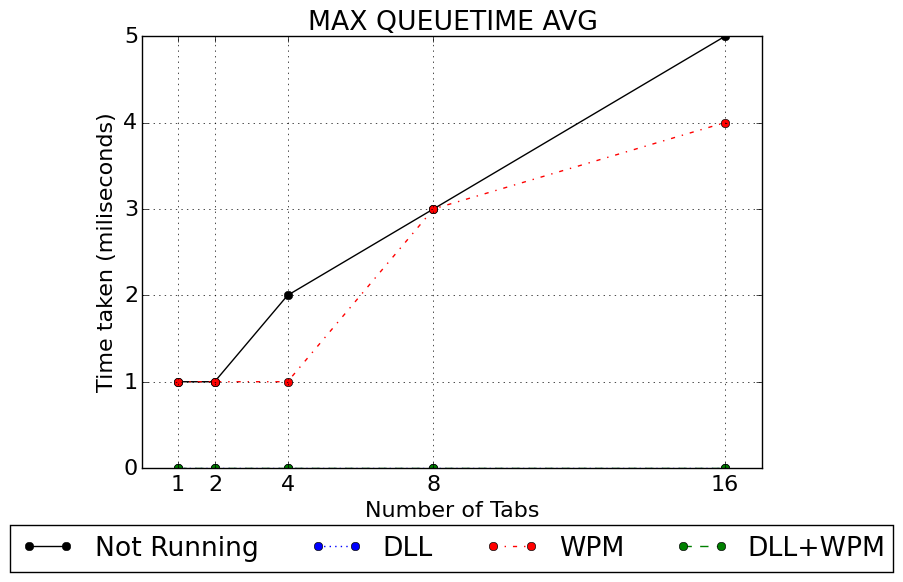 MAX QUEUETIME AVG
5
4
3
2
1
0
Time taken (miliseconds)
1 2 4 8 16
Number of Tabs
Not Running DLL WPM DLL+WPM